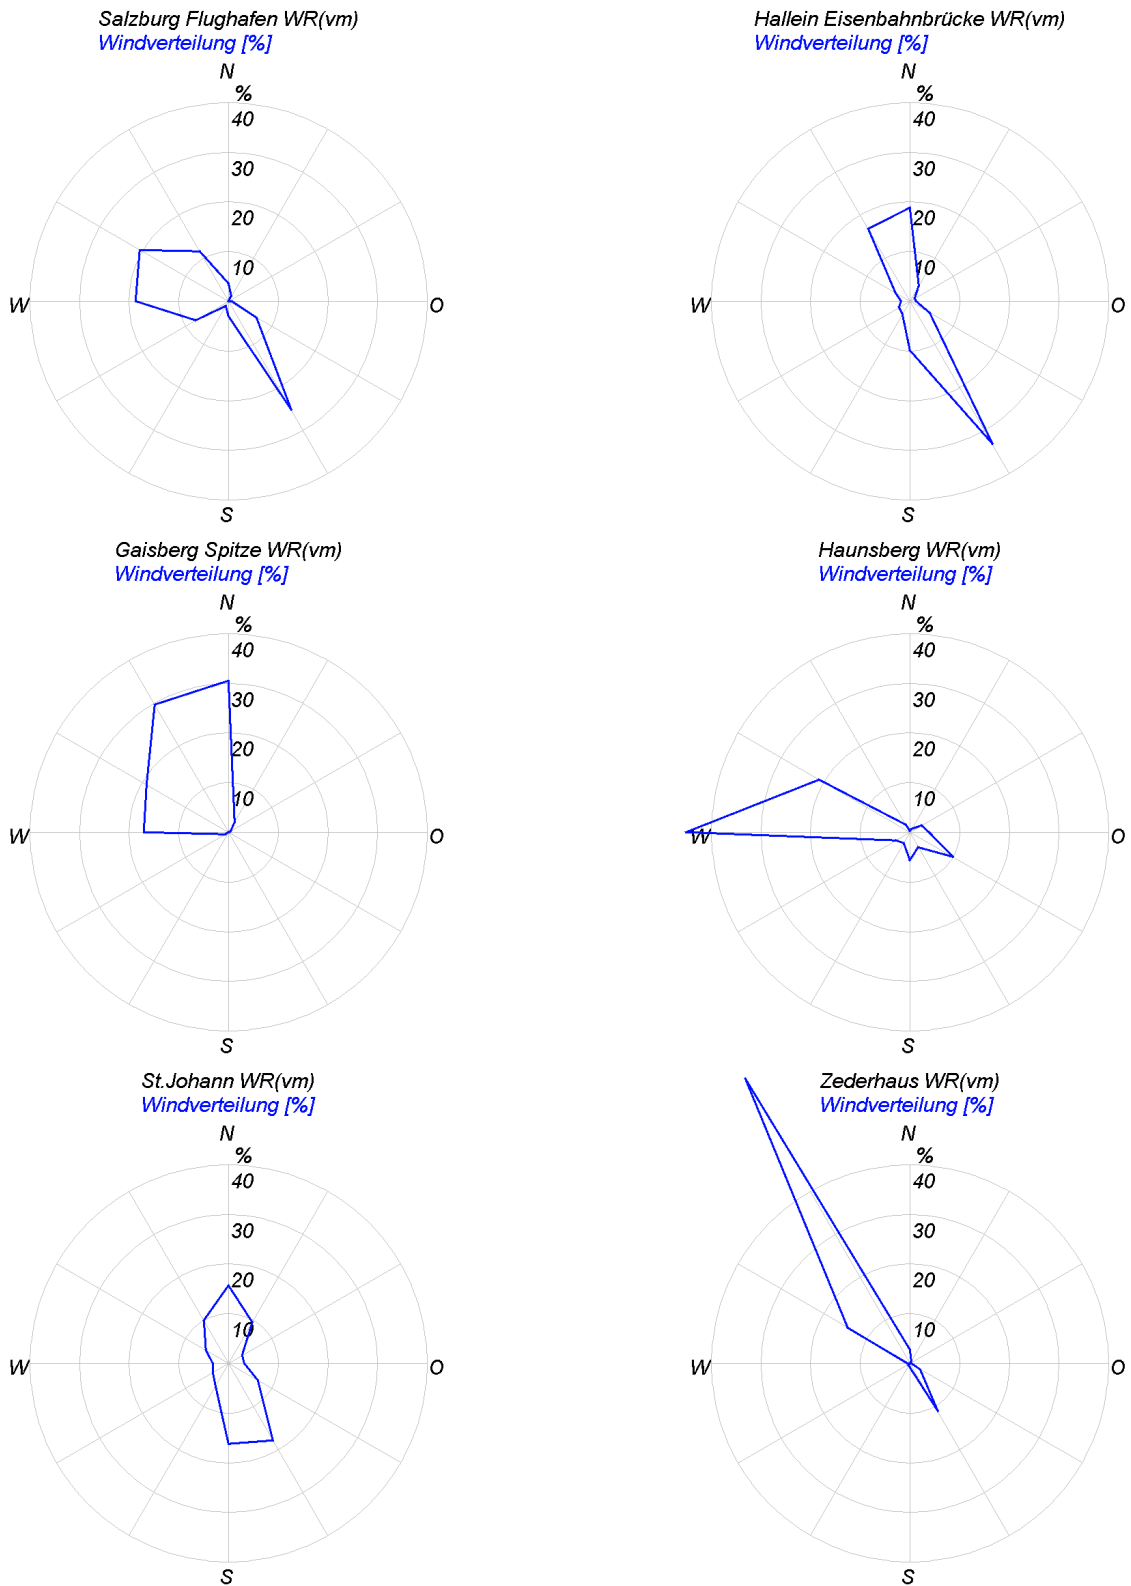 Salzburg Flughafen WR(vm)
Windverteilung [%]
N
%
40
30
20
10
W
O
S
Hallein Eisenbahnbrücke WR(vm)
Windverteilung [%]
N
%
40
30
20
10
W
O
S
Gaisberg Spitze WR(vm)
Windverteilung [%]
N
%
40
30
20
10
W
O
S
Haunsberg WR(vm)
Windverteilung [%]
N
%
40
30
20
10
W
O
S
St.Johann WR(vm)
Windverteilung [%]
N
%
40
30
20
10
W
O
S
Zederhaus WR(vm)
Windverteilung [%]
N
%
40
30
20
10
W
O
S